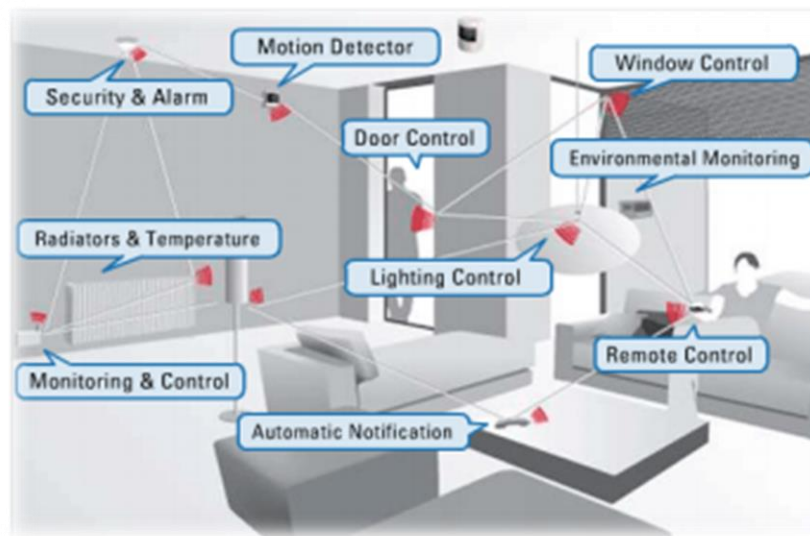 Motion Detector
Window Control
Security & Alarm
Door Control
Environmental Monitoring
Radiators & Temperature
Lighting Control
Remote Control
Monitoring & Control
Automatic Notification